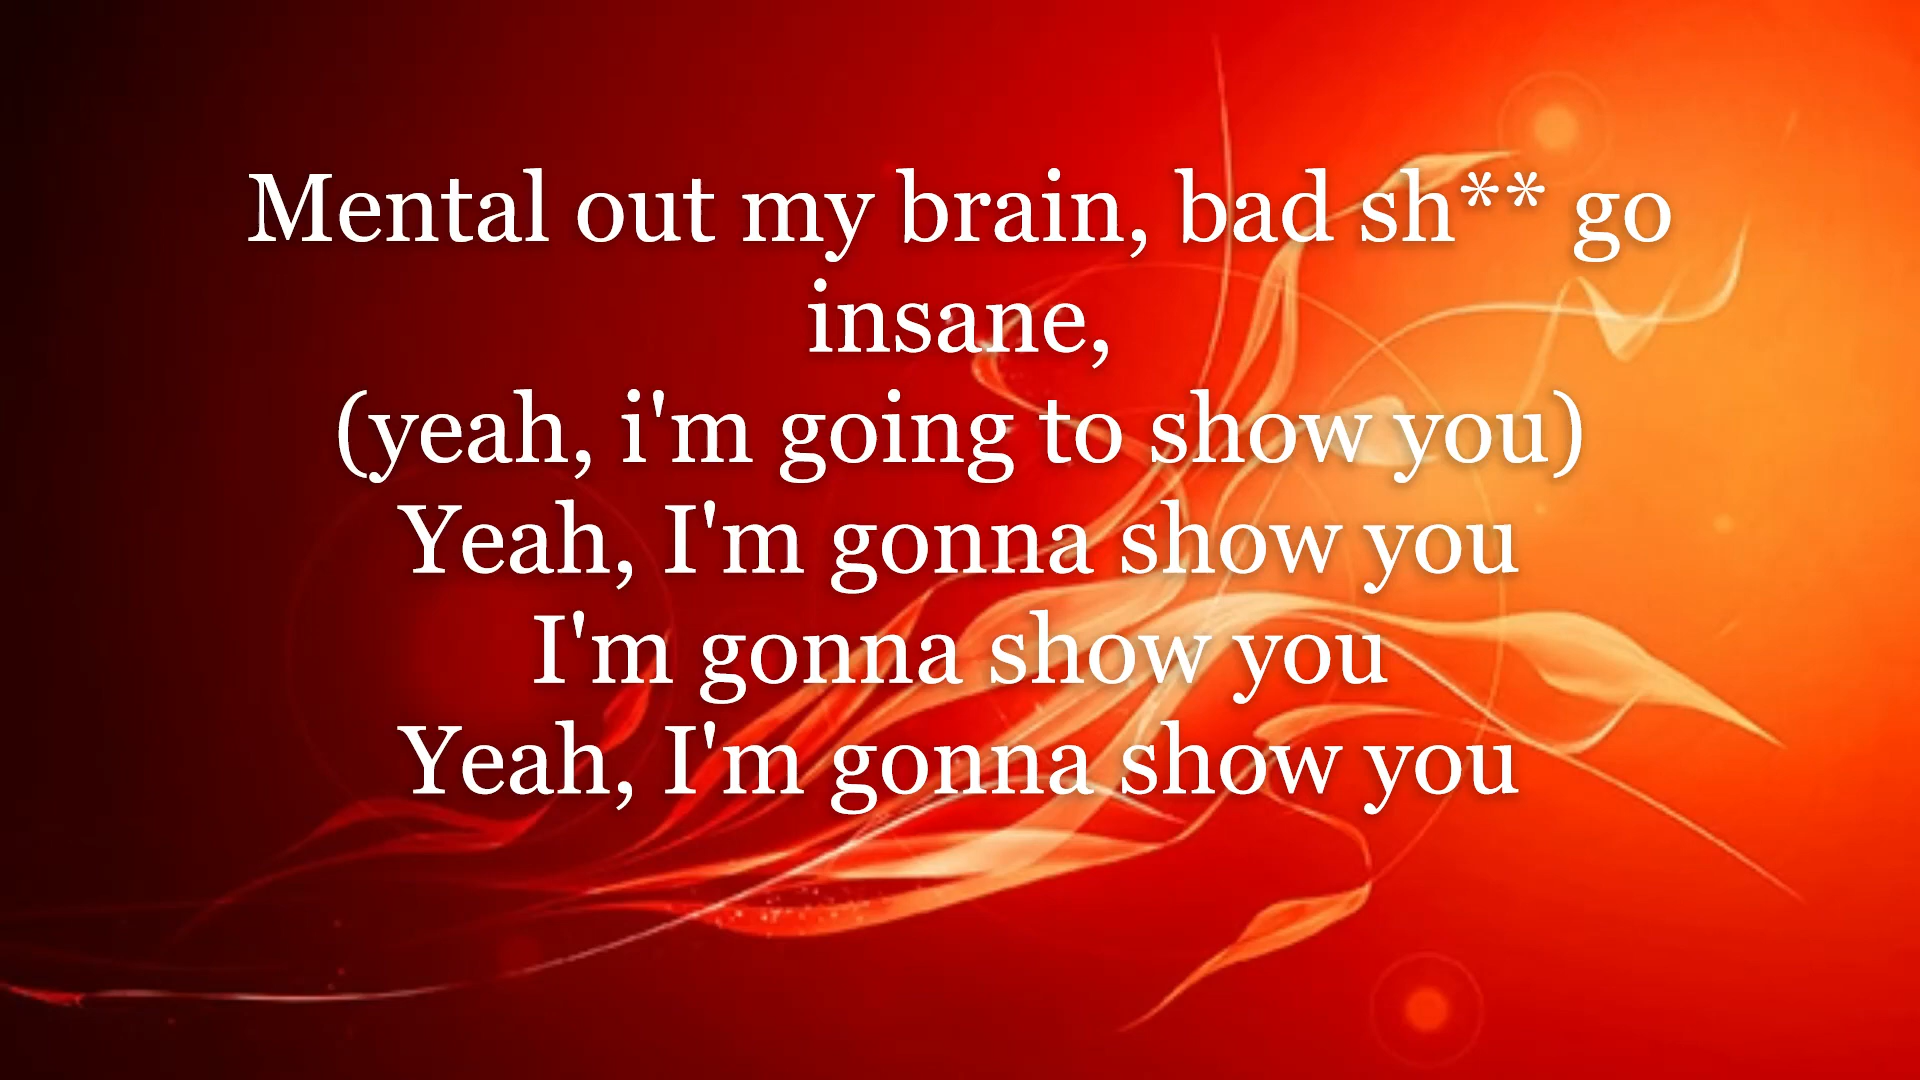 Mental out my brain, bad sh** go
insane,
(yeah, i'm going to show you)
Yeah, I'm gonna show you
I'm gonna show you
Yeah, I'm gonna show you